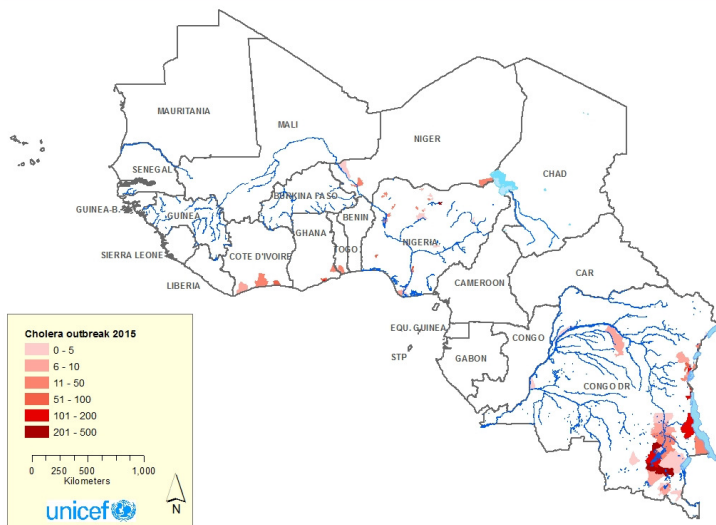 MAURITANIA
MALI
NIGER
CHAD
SENEGAL
BURKINA FASO
GUINEA-B.
GUINEA
BENIN
GHANA
TOGO
NIGERIA
SIERRA LEONE
COTE D'IVOIRE
LIBERIA
CAMEROON
CAR
EQU. GUINEA
CONGO
STP
GABON
CONGO DR
Cholera outbreak 2015
0 - 5
6 - 10
11 - 50
51 - 100
101 - 200
201 - 500
0 250 500 1,000
Kilometers
N
unicef